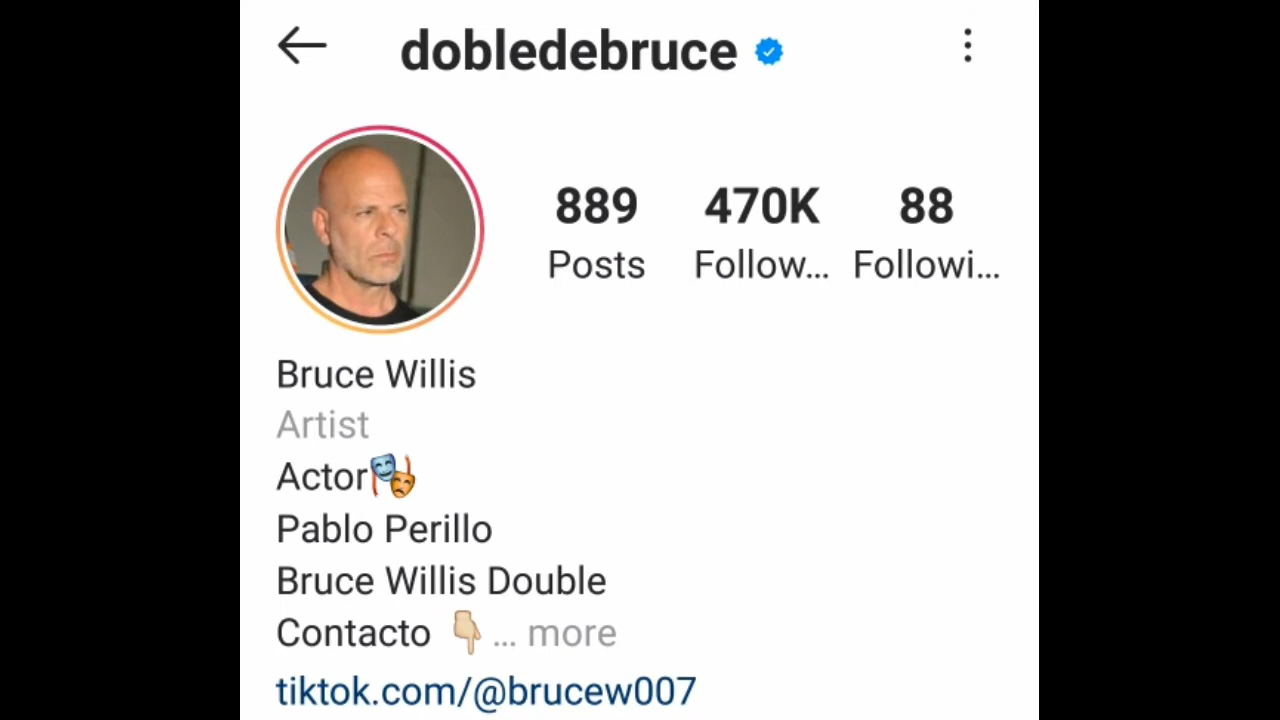 dobledebruce
889 470K 88
Posts Follow... Followi...
Bruce Willis
Artist
Actor🎭
Pablo Perillo
Bruce Willis Double
Contacto 👇🏼 ... more
tiktok.com/@brucew007